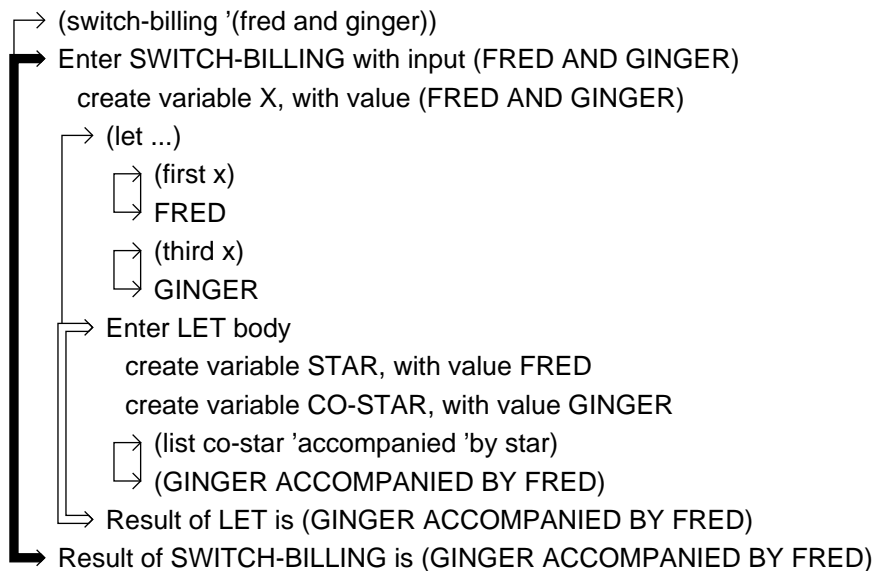 (switch-billing '(fred and ginger))
Enter SWITCH-BILLING with input (FRED AND GINGER)
create variable X, with value (FRED AND GINGER)
(let ...)
(first x)
FRED
(third x)
GINGER
Enter LET body
create variable STAR, with value FRED
create variable CO-STAR, with value GINGER
(list co-star 'accompanied 'by star)
(GINGER ACCOMPANIED BY FRED)
Result of LET is (GINGER ACCOMPANIED BY FRED)
Result of SWITCH-BILLING is (GINGER ACCOMPANIED BY FRED)